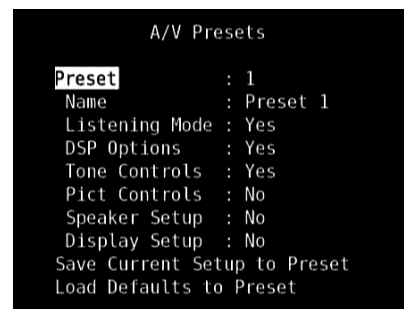 A/V Presets
Preset : 1
Name : Preset 1
Listening Mode : Yes
DSP Options : Yes
Tone Controls : Yes
Pict Controls : No
Speaker Setup : No
Display Setup : No
Save Current Setup to Preset
Load Defaults to Preset